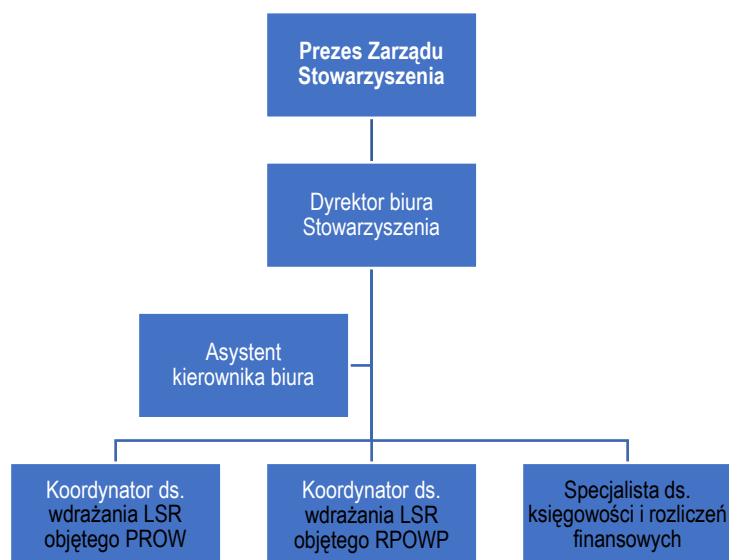 Prezes Zarządu
Stowarzyszenia
Dyrektor biura
Stowarzyszenia
Asystent
kierownika biura
Koordynator ds.
wdrażania LSR
objętego PROW
Koordynator ds.
wdrażania LSR
objętego RPOWP
Specjalista ds.
księgowości i rozliczeń
finansowych